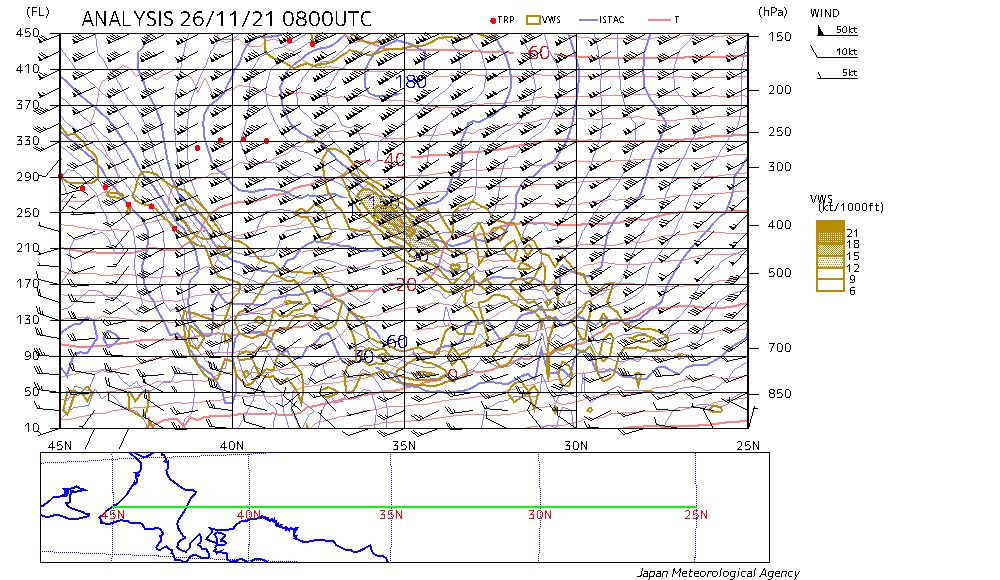 (FL) ANALYSIS 26/11/21 0800UTC TRP VWS ISTAC T (hPa) WIND
450 150 50kt
410 10kt
370 200 5kt
330 250
290 300
250 400 VWS
(kt/1000ft)
210 500 21
170 18
130 15
90 700 12
50 850 9
10 6
-60
180
-40
90
-20
60
30
0
45N 40N 35N 30N 25N
45N 40N 35N 30N 25N
Japan Meteorological Agency